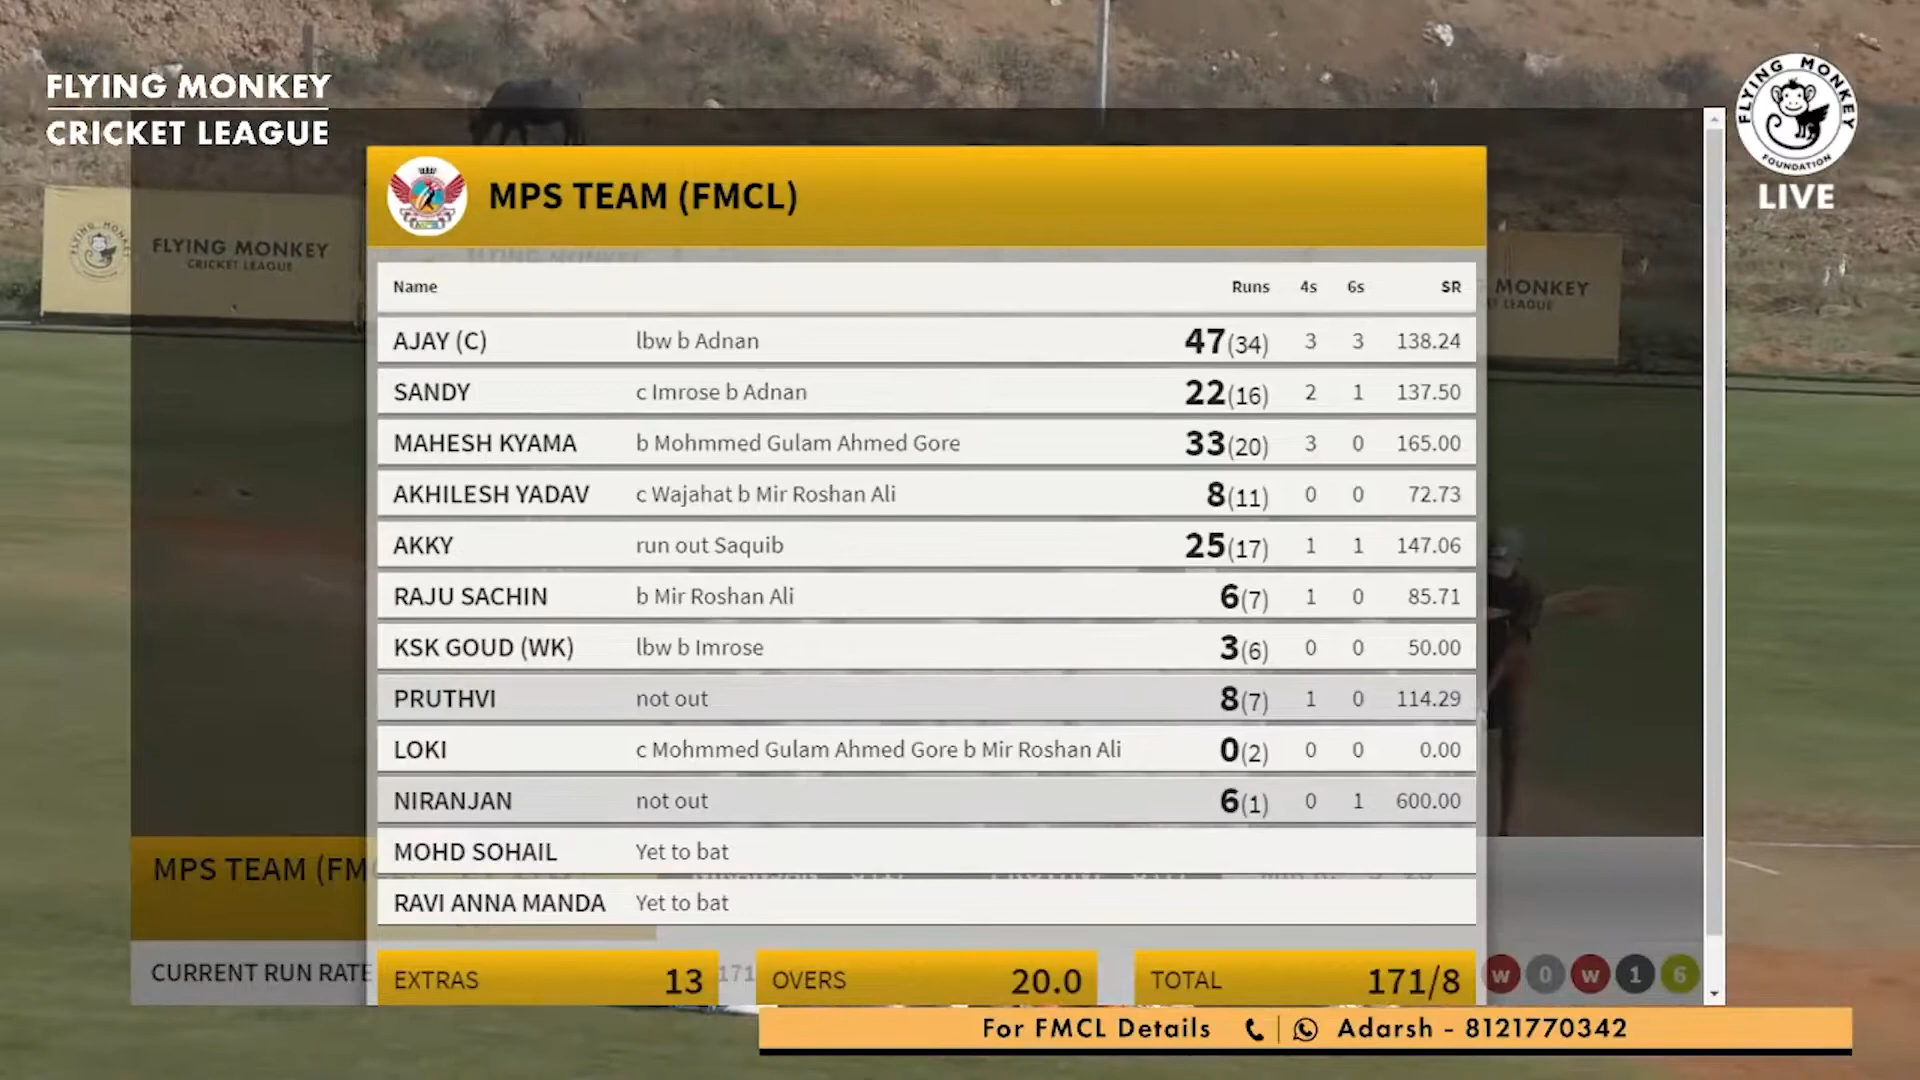 FLYING MONKEY
CRICKET LEAGUE
FLYING MONKEY
FOUNDATION
LIVE
FLYING MONKEY
CRICKET LEAGUE
MONKEY
LEAGUE
MPS TEAM (FMCL)
Name Runs 4s 6s SR
AJAY (C) lbw b Adnan 47(34) 3 3 138.24
SANDY c Imrose b Adnan 22(16) 2 1 137.50
MAHESH KYAMA b Mohmmed Gulam Ahmed Gore 33(20) 3 0 165.00
AKHILESH YADAV c Wajahat b Mir Roshan Ali 8(11) 0 0 72.73
AKKY run out Saquib 25(17) 1 1 147.06
RAJU SACHIN b Mir Roshan Ali 6(7) 1 0 85.71
KSK GOUD (WK) lbw b Imrose 3(6) 0 0 50.00
PRUTHVI not out 8(7) 1 0 114.29
LOKI c Mohmmed Gulam Ahmed Gore b Mir Roshan Ali 0(2) 0 0 0.00
NIRANJAN not out 6(1) 0 1 600.00
MOHD SOHAIL Yet to bat
RAVI ANNA MANDA Yet to bat
MPS TEAM (FM
CURRENT RUN RATE
EXTRAS 13 171 OVERS 20.0 TOTAL 171/8 W 0 W 1 6
For FMCL Details Adarsh - 8121770342